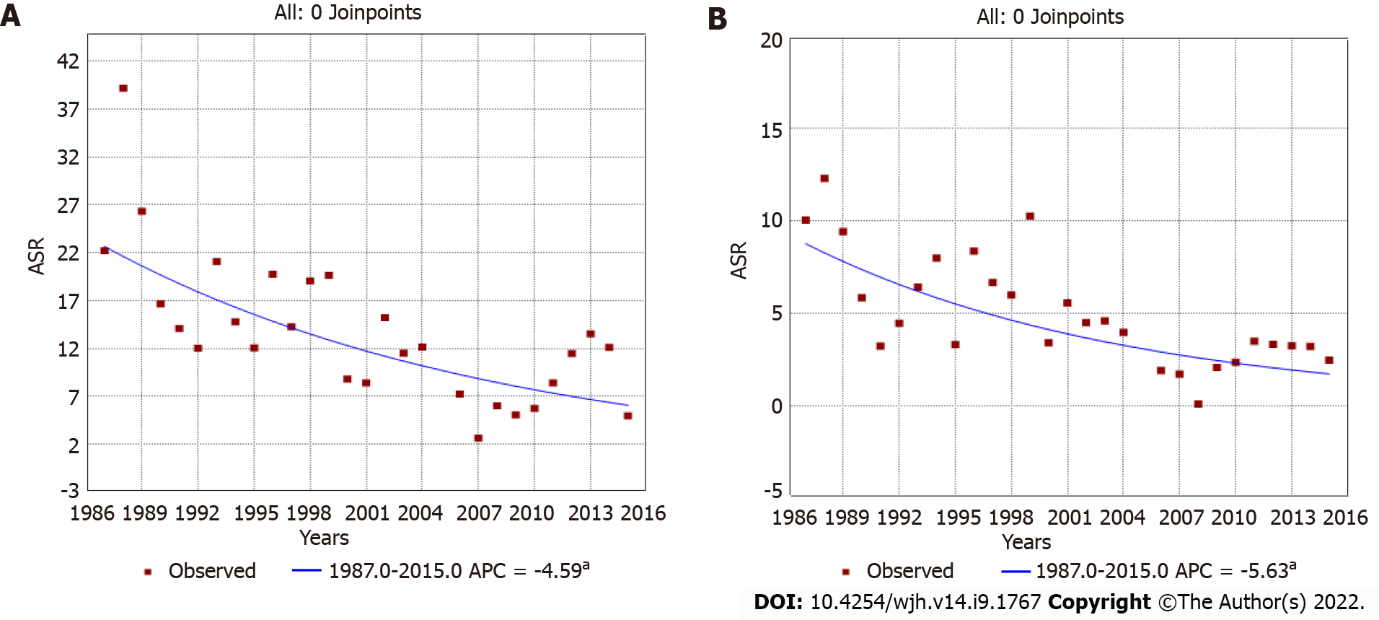 A
All: 0 Joinpoints
42
37
32
27
22
17
12
7
2
-3
ASR
1986 1989 1992 1995 1998 2001 2004 2007 2010 2013 2016
Years
Observed 1987.0-2015.0 APC = -4.59ª
B
All: 0 Joinpoints
20
15
10
5
0
-5
ASR
1986 1989 1992 1995 1998 2001 2004 2007 2010 2013 2016
Years
Observed 1987.0-2015.0 APC = -5.63ª
DOI: 10.4254/wjh.v14.i9.1767 Copyright ©The Author(s) 2022.